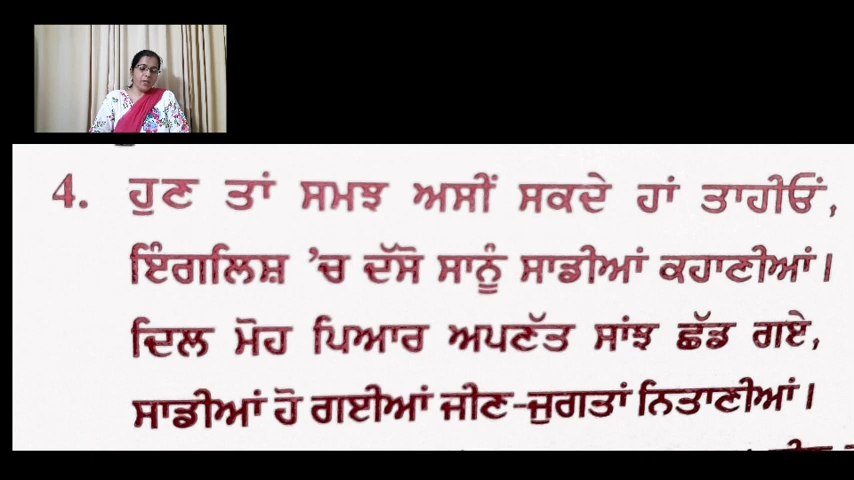 4. ਹੁਣ ਤਾਂ ਸਮਝ ਅਸੀਂ ਸਕਦੇ ਹਾਂ ਤਾਹੀਓਂ,
ਇੰਗਲਿਸ਼ 'ਚ ਦੱਸੋ ਸਾਨੂੰ ਸਾਡੀਆਂ ਕਹਾਣੀਆਂ।
ਦਿਲ ਮੋਹ ਪਿਆਰ ਅਪਣੱਤ ਸਾਂਝ ਛੱਡ ਗਏ,
ਸਾਡੀਆਂ ਹੋ ਗਈਆਂ ਜੀਣ-ਜੁਗਤਾਂ ਨਿਤਾਣੀਆਂ।